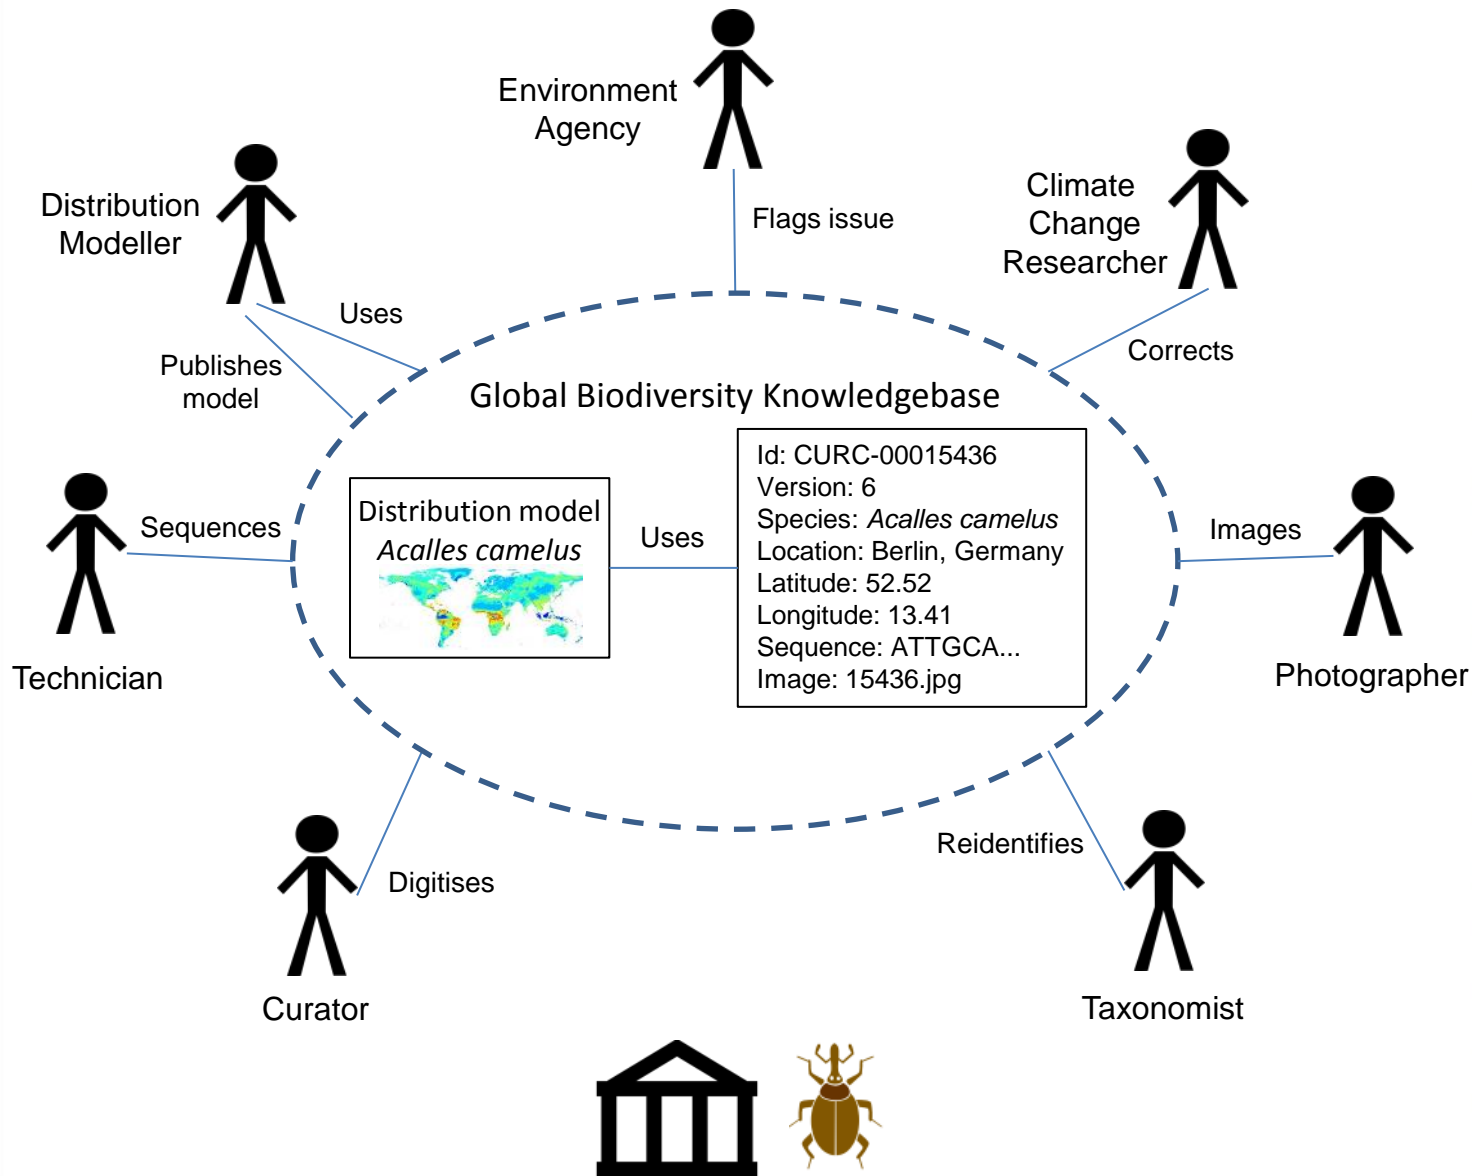 Environment
Agency
Flags issue
Climate
Change
Researcher
Corrects
Distribution
Modeller
Uses
Publishes
model
Global Biodiversity Knowledgebase
Technician
Sequences
Distribution model
Acalles camelus
Uses
Id: CURC-00015436
Version: 6
Species: Acalles camelus
Location: Berlin, Germany
Latitude: 52.52
Longitude: 13.41
Sequence: ATTGCA...
Image: 15436.jpg
Images
Photographer
Digitises
Curator
Reidentifies
Taxonomist